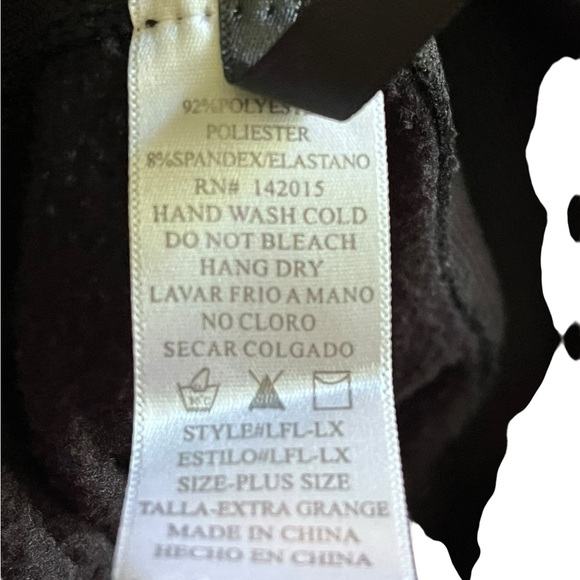 92%POLYESTER
POLIESTER
8%SPANDEX/ELASTANO
RN# 142015
HAND WASH COLD
DO NOT BLEACH
HANG DRY
LAVAR FRIO A MANO
NO CLORO
SECAR COLGADO
STYLE#LFL-LX
ESTILO#LFL-LX
SIZE-PLUS SIZE
TALLA-EXTRA GRANGE
MADE IN CHINA
HECHO EN CHINA